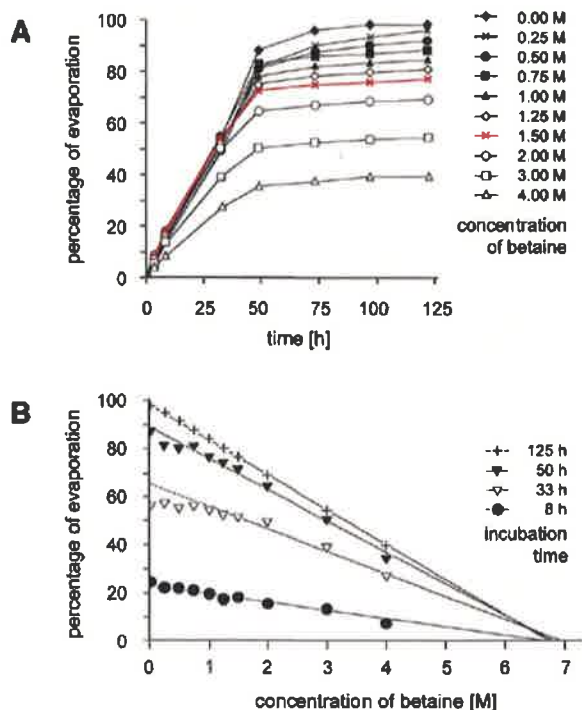 A
percentage of evaporation
100
80
60
40
20
0
0 25 50 75 100 125
time [h]
0.00 M
0.25 M
0.50 M
0.75 M
1.00 M
1.25 M
1.50 M
2.00 M
3.00 M
4.00 M
concentration
of betaine
B
percentage of evaporation
100
80
60
40
20
0
0 1 2 3 4 5 6 7
concentration of betaine [M]
125 h
50 h
33 h
8 h
incubation
time